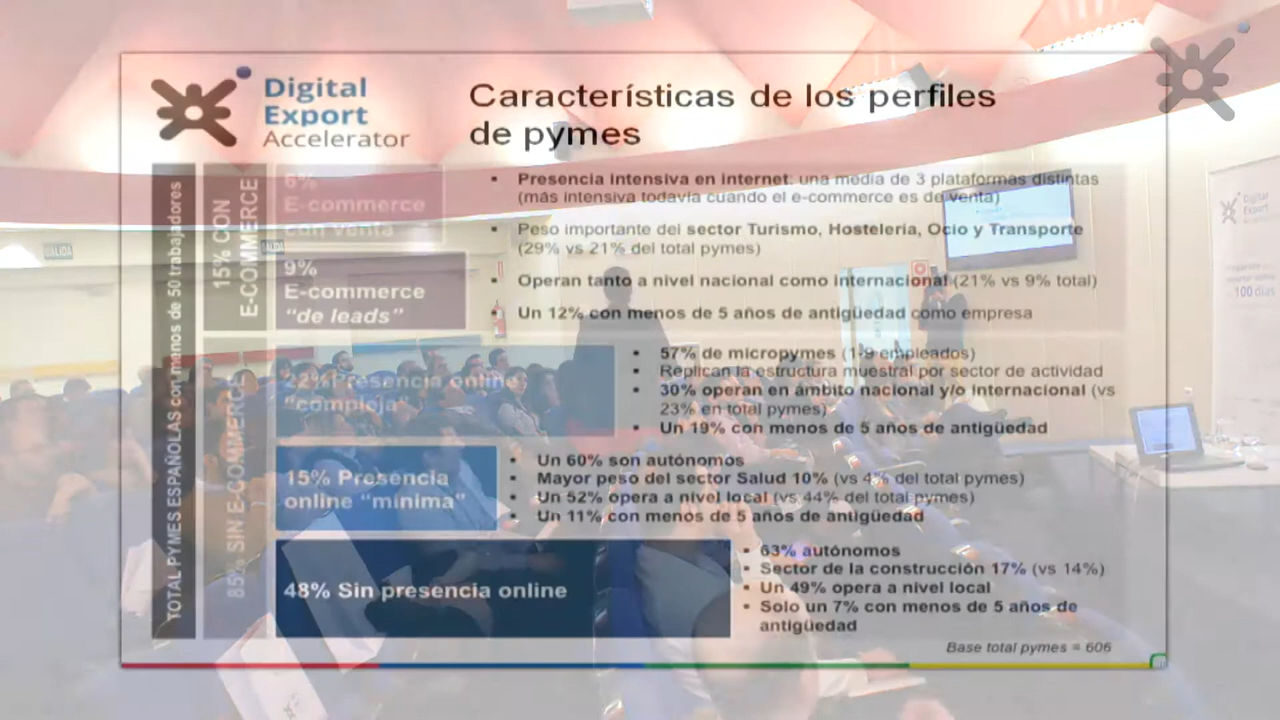 Digital
Export
Accelerator
Características de los perfiles
de pymes
TOTAL PYMES ESPAÑOLAS con menos de 50 trabajadores
15% CON
E-COMMERCE
6%
E-commerce
con venta
▪ Presencia intensiva en internet: una media de 3 plataformas distintas
(más intensiva todavía cuando el e-commerce es de venta)
▪ Peso importante del sector Turismo, Hostelería, Ocio y Transporte
(29% vs 21% del total pymes)
9%
E-commerce
“de leads”
▪ Operan tanto a nivel nacional como internacional (21% vs 9% total)
▪ Un 12% con menos de 5 años de antigüedad como empresa
85% SIN E-COMMERCE
22% Presencia online
“compleja”
• 57% de micropymes (1-9 empleados)
• Replican la estructura muestral por sector de actividad
• 30% operan en ámbito nacional y/o internacional (vs
23% en total pymes)
• Un 19% con menos de 5 años de antigüedad
15% Presencia
online “mínima”
▪ Un 60% son autónomos
▪ Mayor peso del sector Salud 10% (vs 4% del total pymes)
▪ Un 52% opera a nivel local (vs 44% del total pymes)
▪ Un 11% con menos de 5 años de antigüedad
48% Sin presencia online
▪ 63% autónomos
▪ Sector de la construcción 17% (vs 14%)
▪ Un 49% opera a nivel local
▪ Solo un 7% con menos de 5 años de
antigüedad
Base total pymes = 606
SALIDA
Digital
Export
100 días